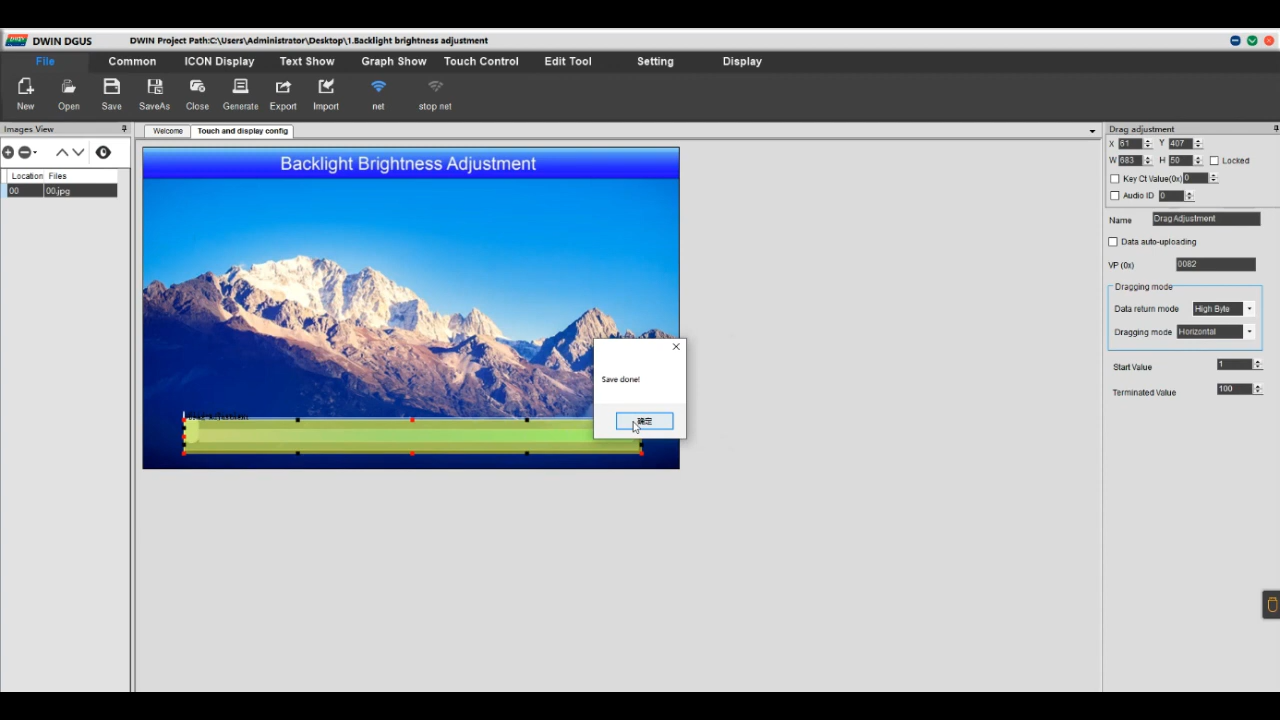 DWIN DGUS DWIN Project Path:C:\Users\Administrator\Desktop\1.Backlight brightness adjustment
File Common ICON Display Text Show Graph Show Touch Control Edit Tool Setting Display
New Open Save SaveAs Close Generate Export Import net stop net
Images View
Location Files
00 00.jpg
Welcome Touch and display config
Backlight Brightness Adjustment
Drag Adjustment
Save done!
确定
Drag adjustment
X 61 Y 407
W 683 H 50 Locked
Key Ct Value(0x) 0
Audio ID 0
Name DragAdjustment
Data auto-uploading
VP (0x) 0082
Dragging mode
Data return mode High Byte
Dragging mode Horizontal
Start Value 1
Terminated Value 100